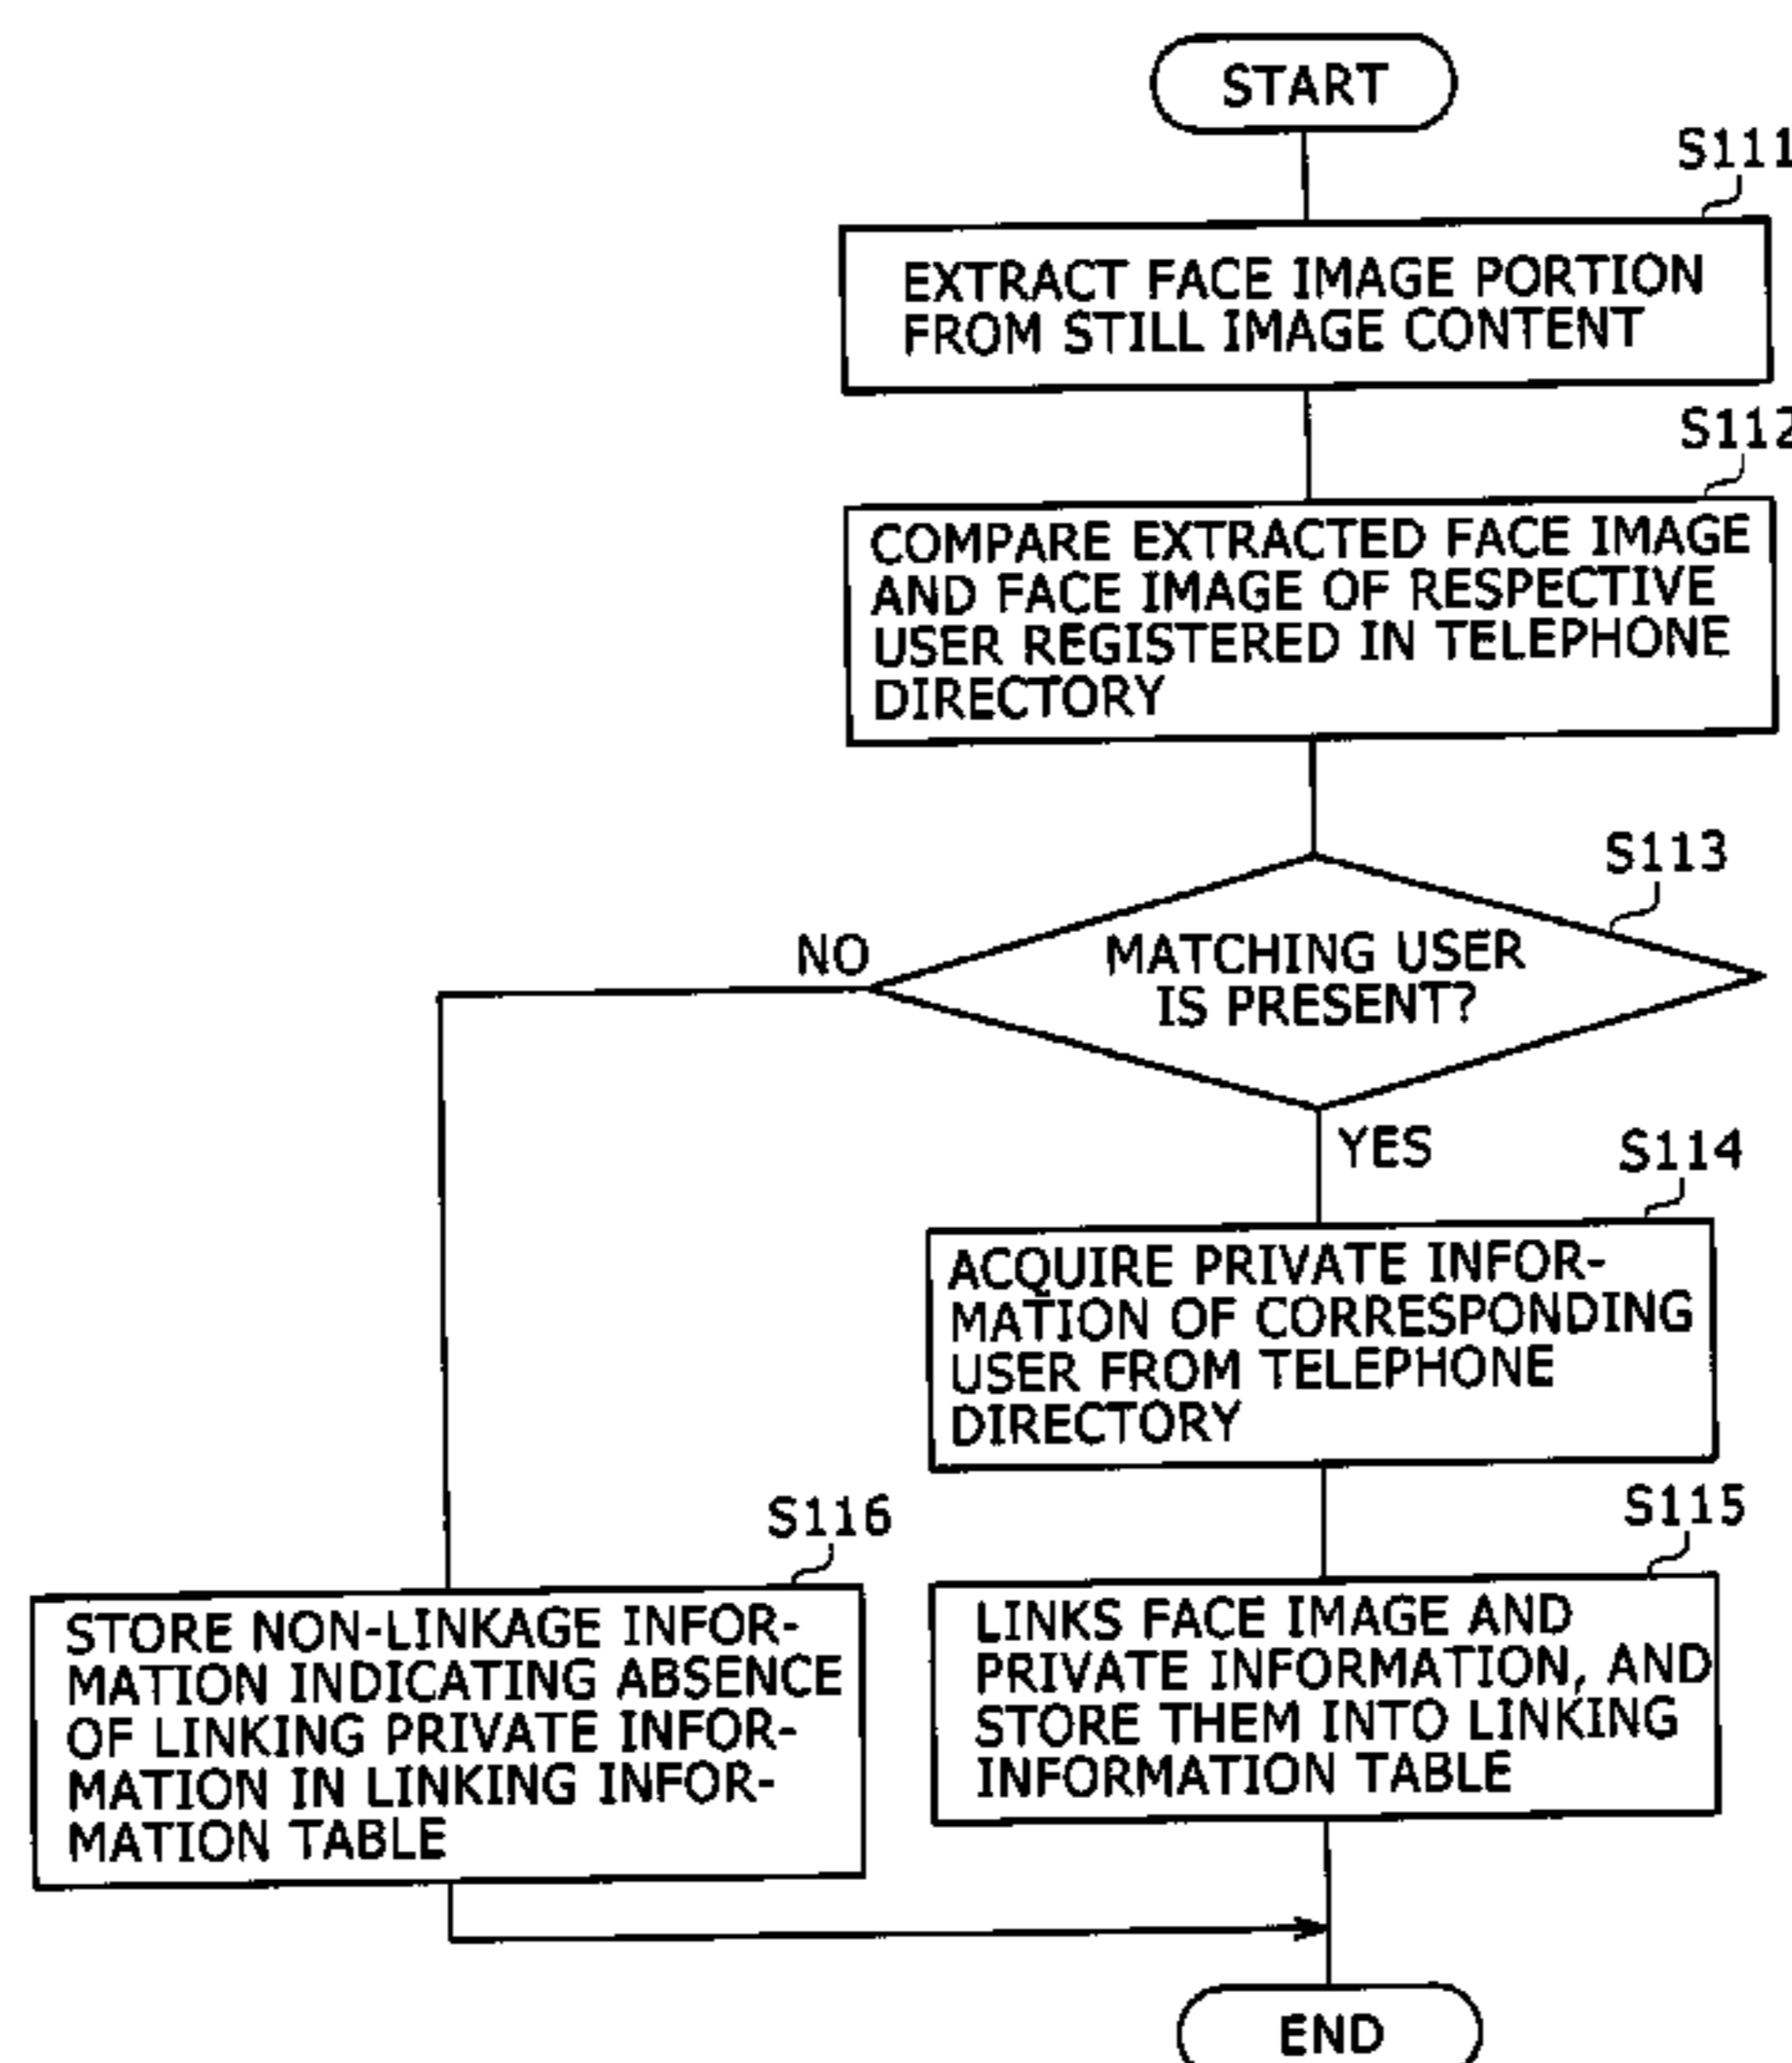 START
S111
EXTRACT FACE IMAGE PORTION
FROM STILL IMAGE CONTENT
S112
COMPARE EXTRACTED FACE IMAGE
AND FACE IMAGE OF RESPECTIVE
USER REGISTERED IN TELEPHONE
DIRECTORY
S113
NO
MATCHING USER
IS PRESENT?
YES
S114
ACQUIRE PRIVATE INFOR-
MATION OF CORRESPONDING
USER FROM TELEPHONE
DIRECTORY
S116
STORE NON-LINKAGE INFOR-
MATION INDICATING ABSENCE
OF LINKING PRIVATE INFOR-
MATION IN LINKING INFOR-
MATION TABLE
S115
LINKS FACE IMAGE AND
PRIVATE INFORMATION, AND
STORE THEM INTO LINKING
INFORMATION TABLE
END